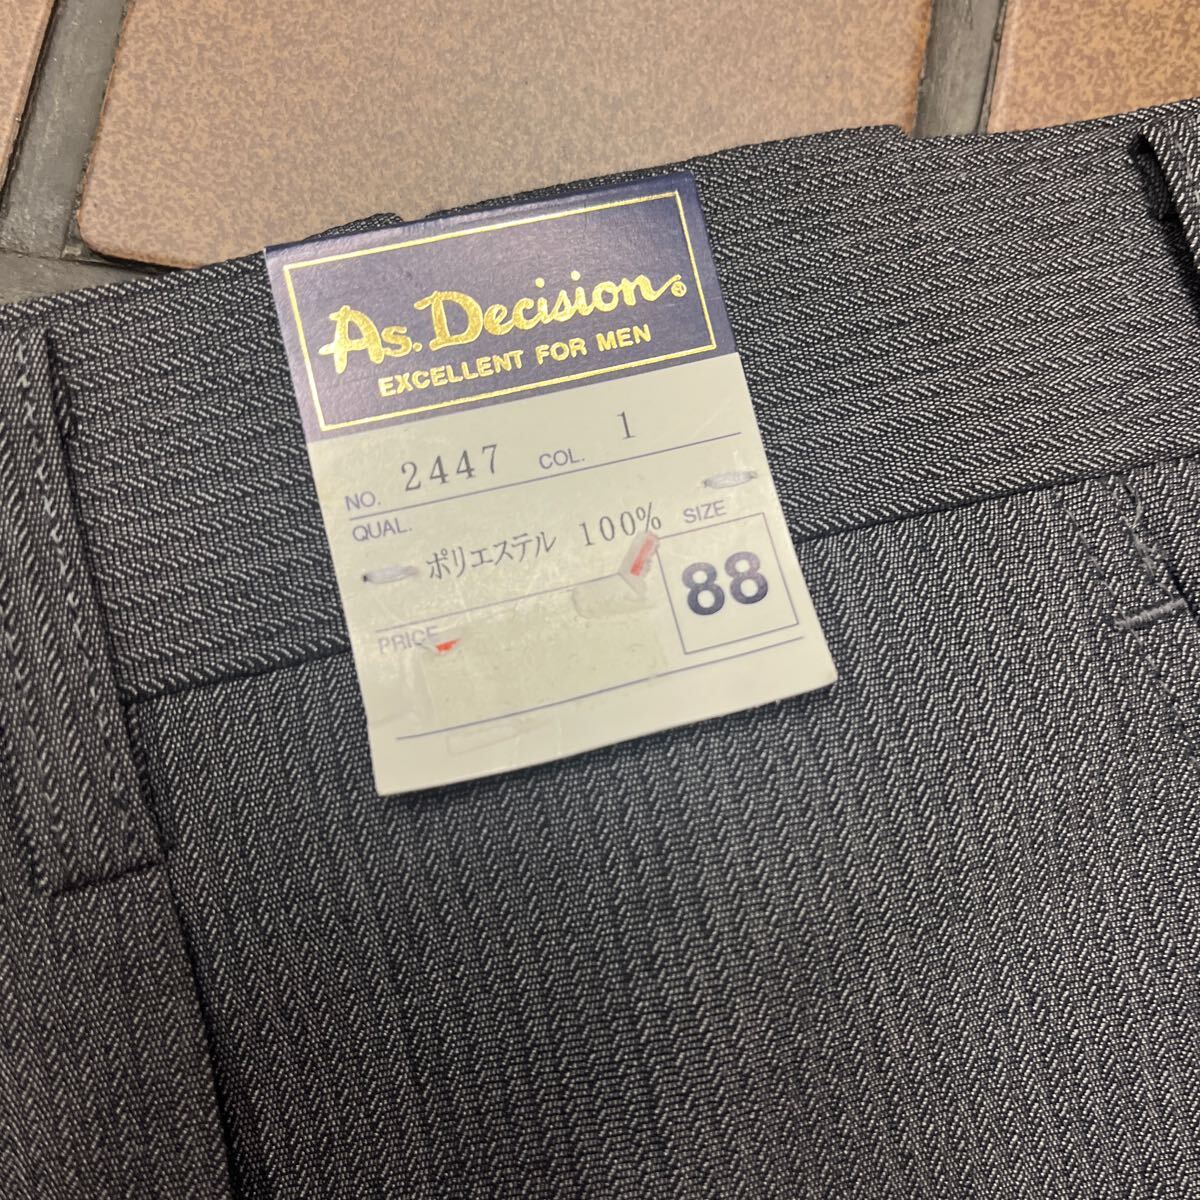 As. Decision®
EXCELLENT FOR MEN
NO. 2447 COL. 1
QUAL.
ポリエステル 100%
SIZE
88
PRICE